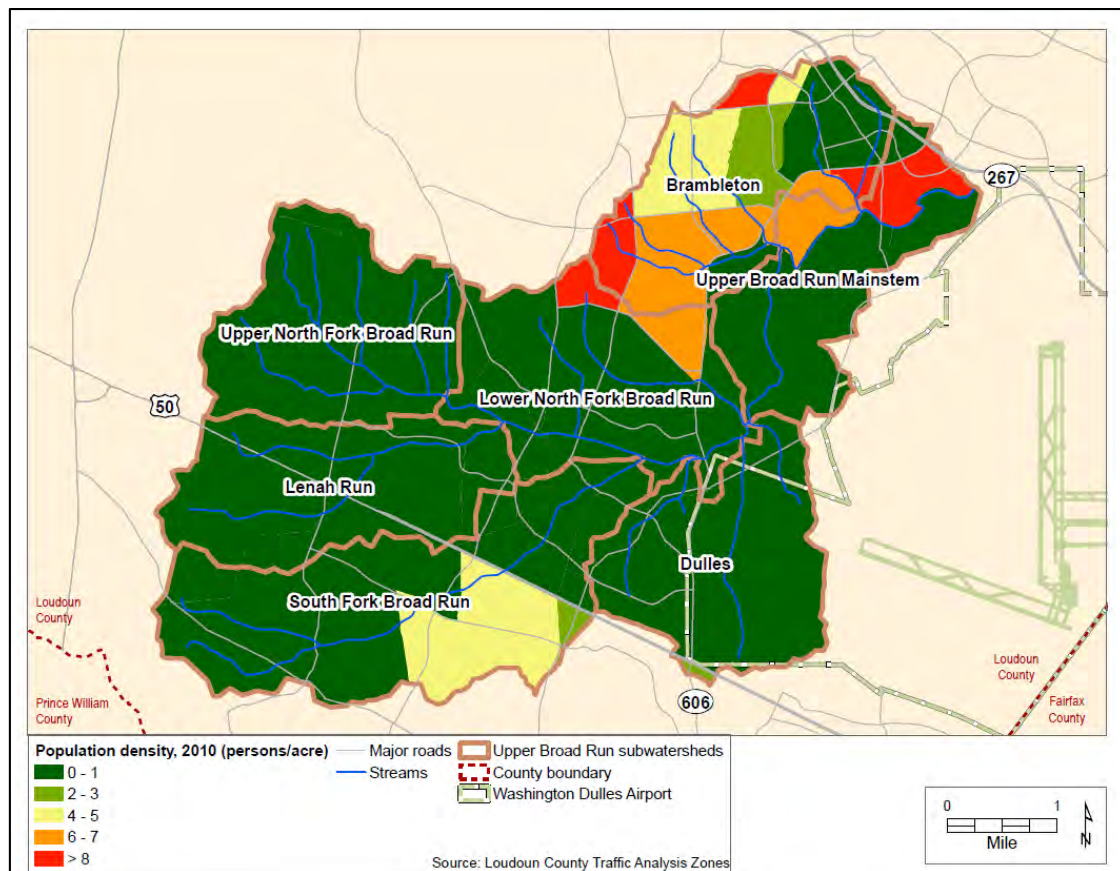 267
Brambleton
Upper Broad Run Mainstem
Upper North Fork Broad Run
50
Lower North Fork Broad Run
Lenah Run
Dulles
South Fork Broad Run
Loudoun
County
Prince William
County
Loudoun
County
Fairfax
County
606
Population density, 2010 (persons/acre)
0 - 1
2 - 3
4 - 5
6 - 7
> 8
Major roads
Streams
Upper Broad Run subwatersheds
County boundary
Washington Dulles Airport
Source: Loudoun County Traffic Analysis Zones
0 1
Mile
N